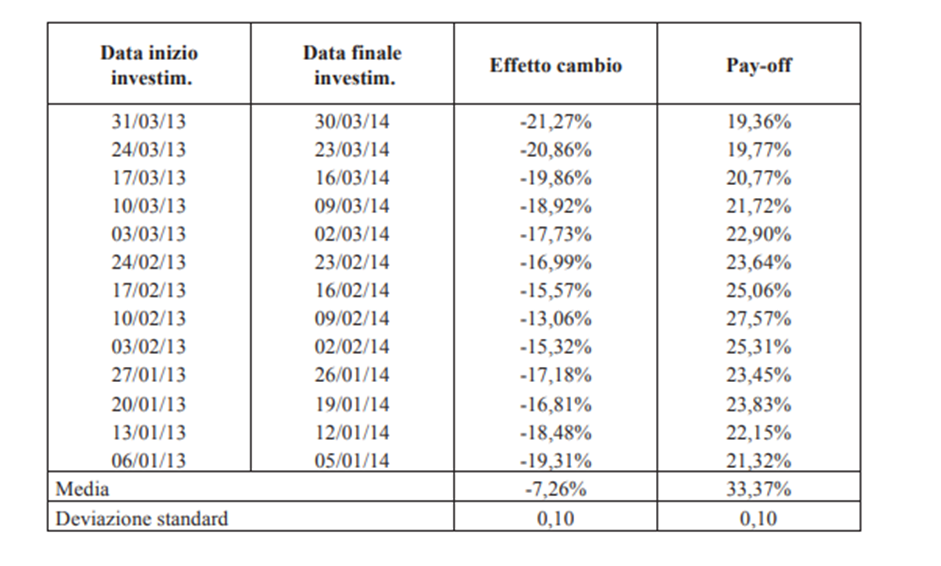 Data inizio investim. Data finale investim. Effetto cambio Pay-off
31/03/13 30/03/14 -21,27% 19,36%
24/03/13 23/03/14 -20,86% 19,77%
17/03/13 16/03/14 -19,86% 20,77%
10/03/13 09/03/14 -18,92% 21,72%
03/03/13 02/03/14 -17,73% 22,90%
24/02/13 23/02/14 -16,99% 23,64%
17/02/13 16/02/14 -15,57% 25,06%
10/02/13 09/02/14 -13,06% 27,57%
03/02/13 02/02/14 -15,32% 25,31%
27/01/13 26/01/14 -17,18% 23,45%
20/01/13 19/01/14 -16,81% 23,83%
13/01/13 12/01/14 -18,48% 22,15%
06/01/13 05/01/14 -19,31% 21,32%
Media -7,26% 33,37%
Deviazione standard 0,10 0,10